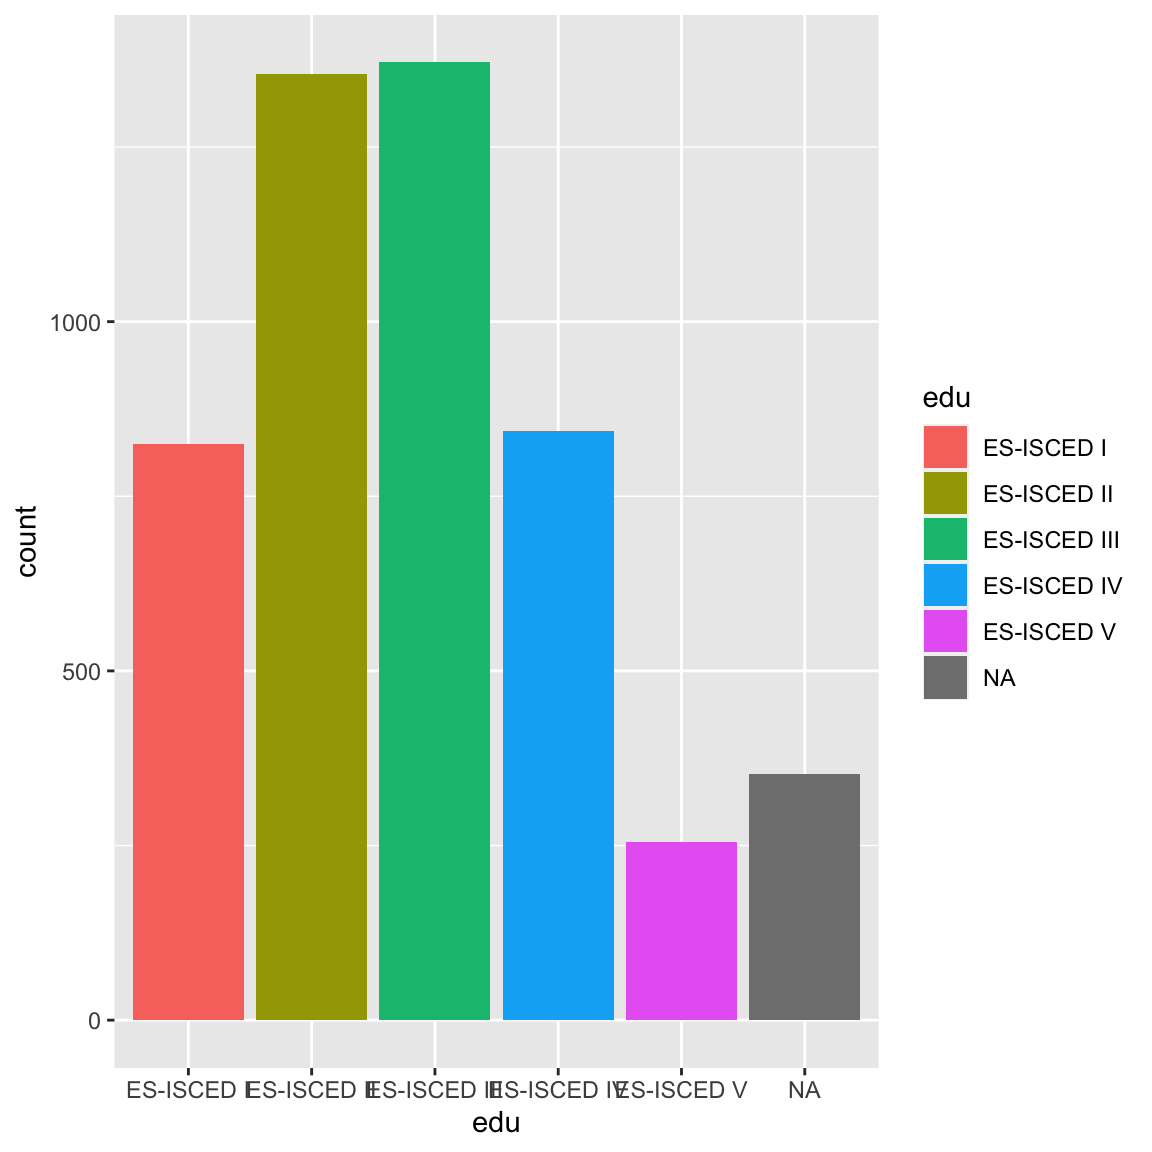 count
1000
500
0
ES-ISCED I
ES-ISCED II
ES-ISCED III
ES-ISCED IV
ES-ISCED V
NA
edu
edu
ES-ISCED I
ES-ISCED II
ES-ISCED III
ES-ISCED IV
ES-ISCED V
NA